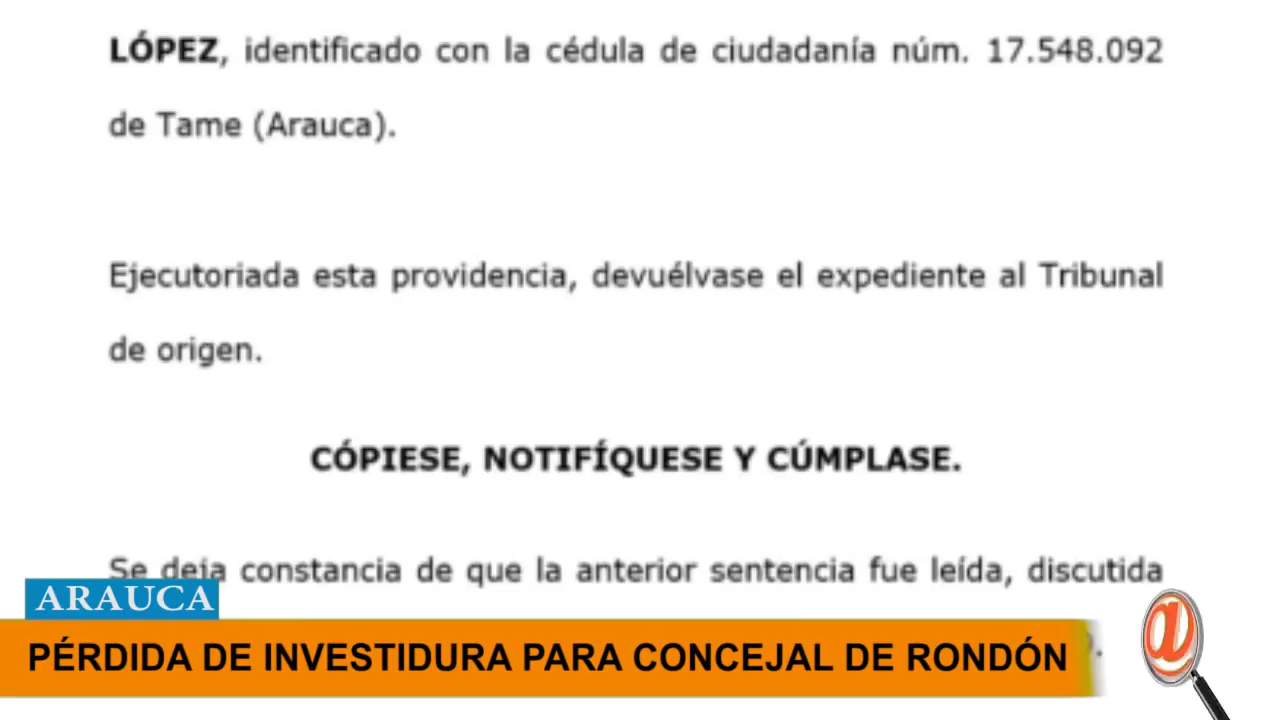 LÓPEZ, identificado con la cédula de ciudadanía núm. 17.548.092
de Tame (Arauca).
Ejecutoriada esta providencia, devuélvase el expediente al Tribunal
de origen.
CÓPIESE, NOTIFÍQUESE Y CÚMPLASE.
Se deja constancia de que la anterior sentencia fue leída, discutida
ARAUCA
PÉRDIDA DE INVESTIDURA PARA CONCEJAL DE RONDÓN
@